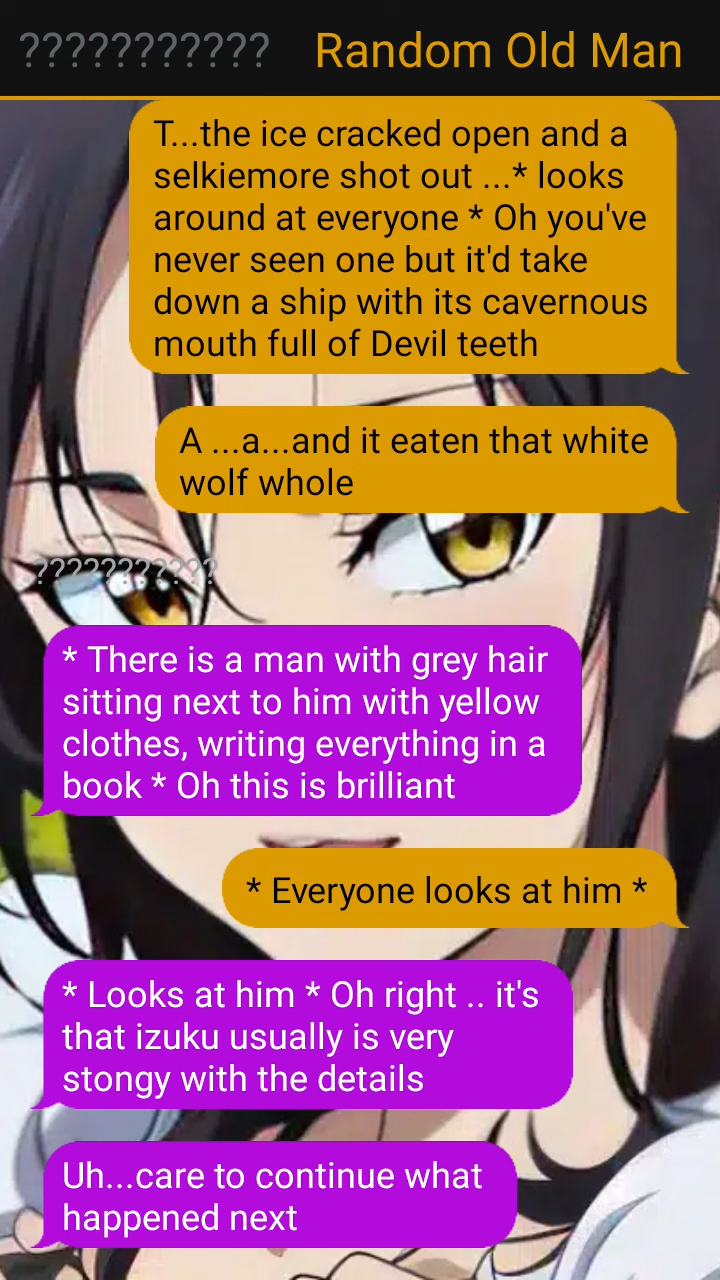 ??????????? Random Old Man
T...the ice cracked open and a
selkiemore shot out ...* looks
around at everyone * Oh you've
never seen one but it'd take
down a ship with its cavernous
mouth full of Devil teeth
A ...a...and it eaten that white
wolf whole
???????????
* There is a man with grey hair
sitting next to him with yellow
clothes, writing everything in a
book * Oh this is brilliant
* Everyone looks at him *
* Looks at him * Oh right .. it's
that izuku usually is very
stongy with the details
Uh...care to continue what
happened next